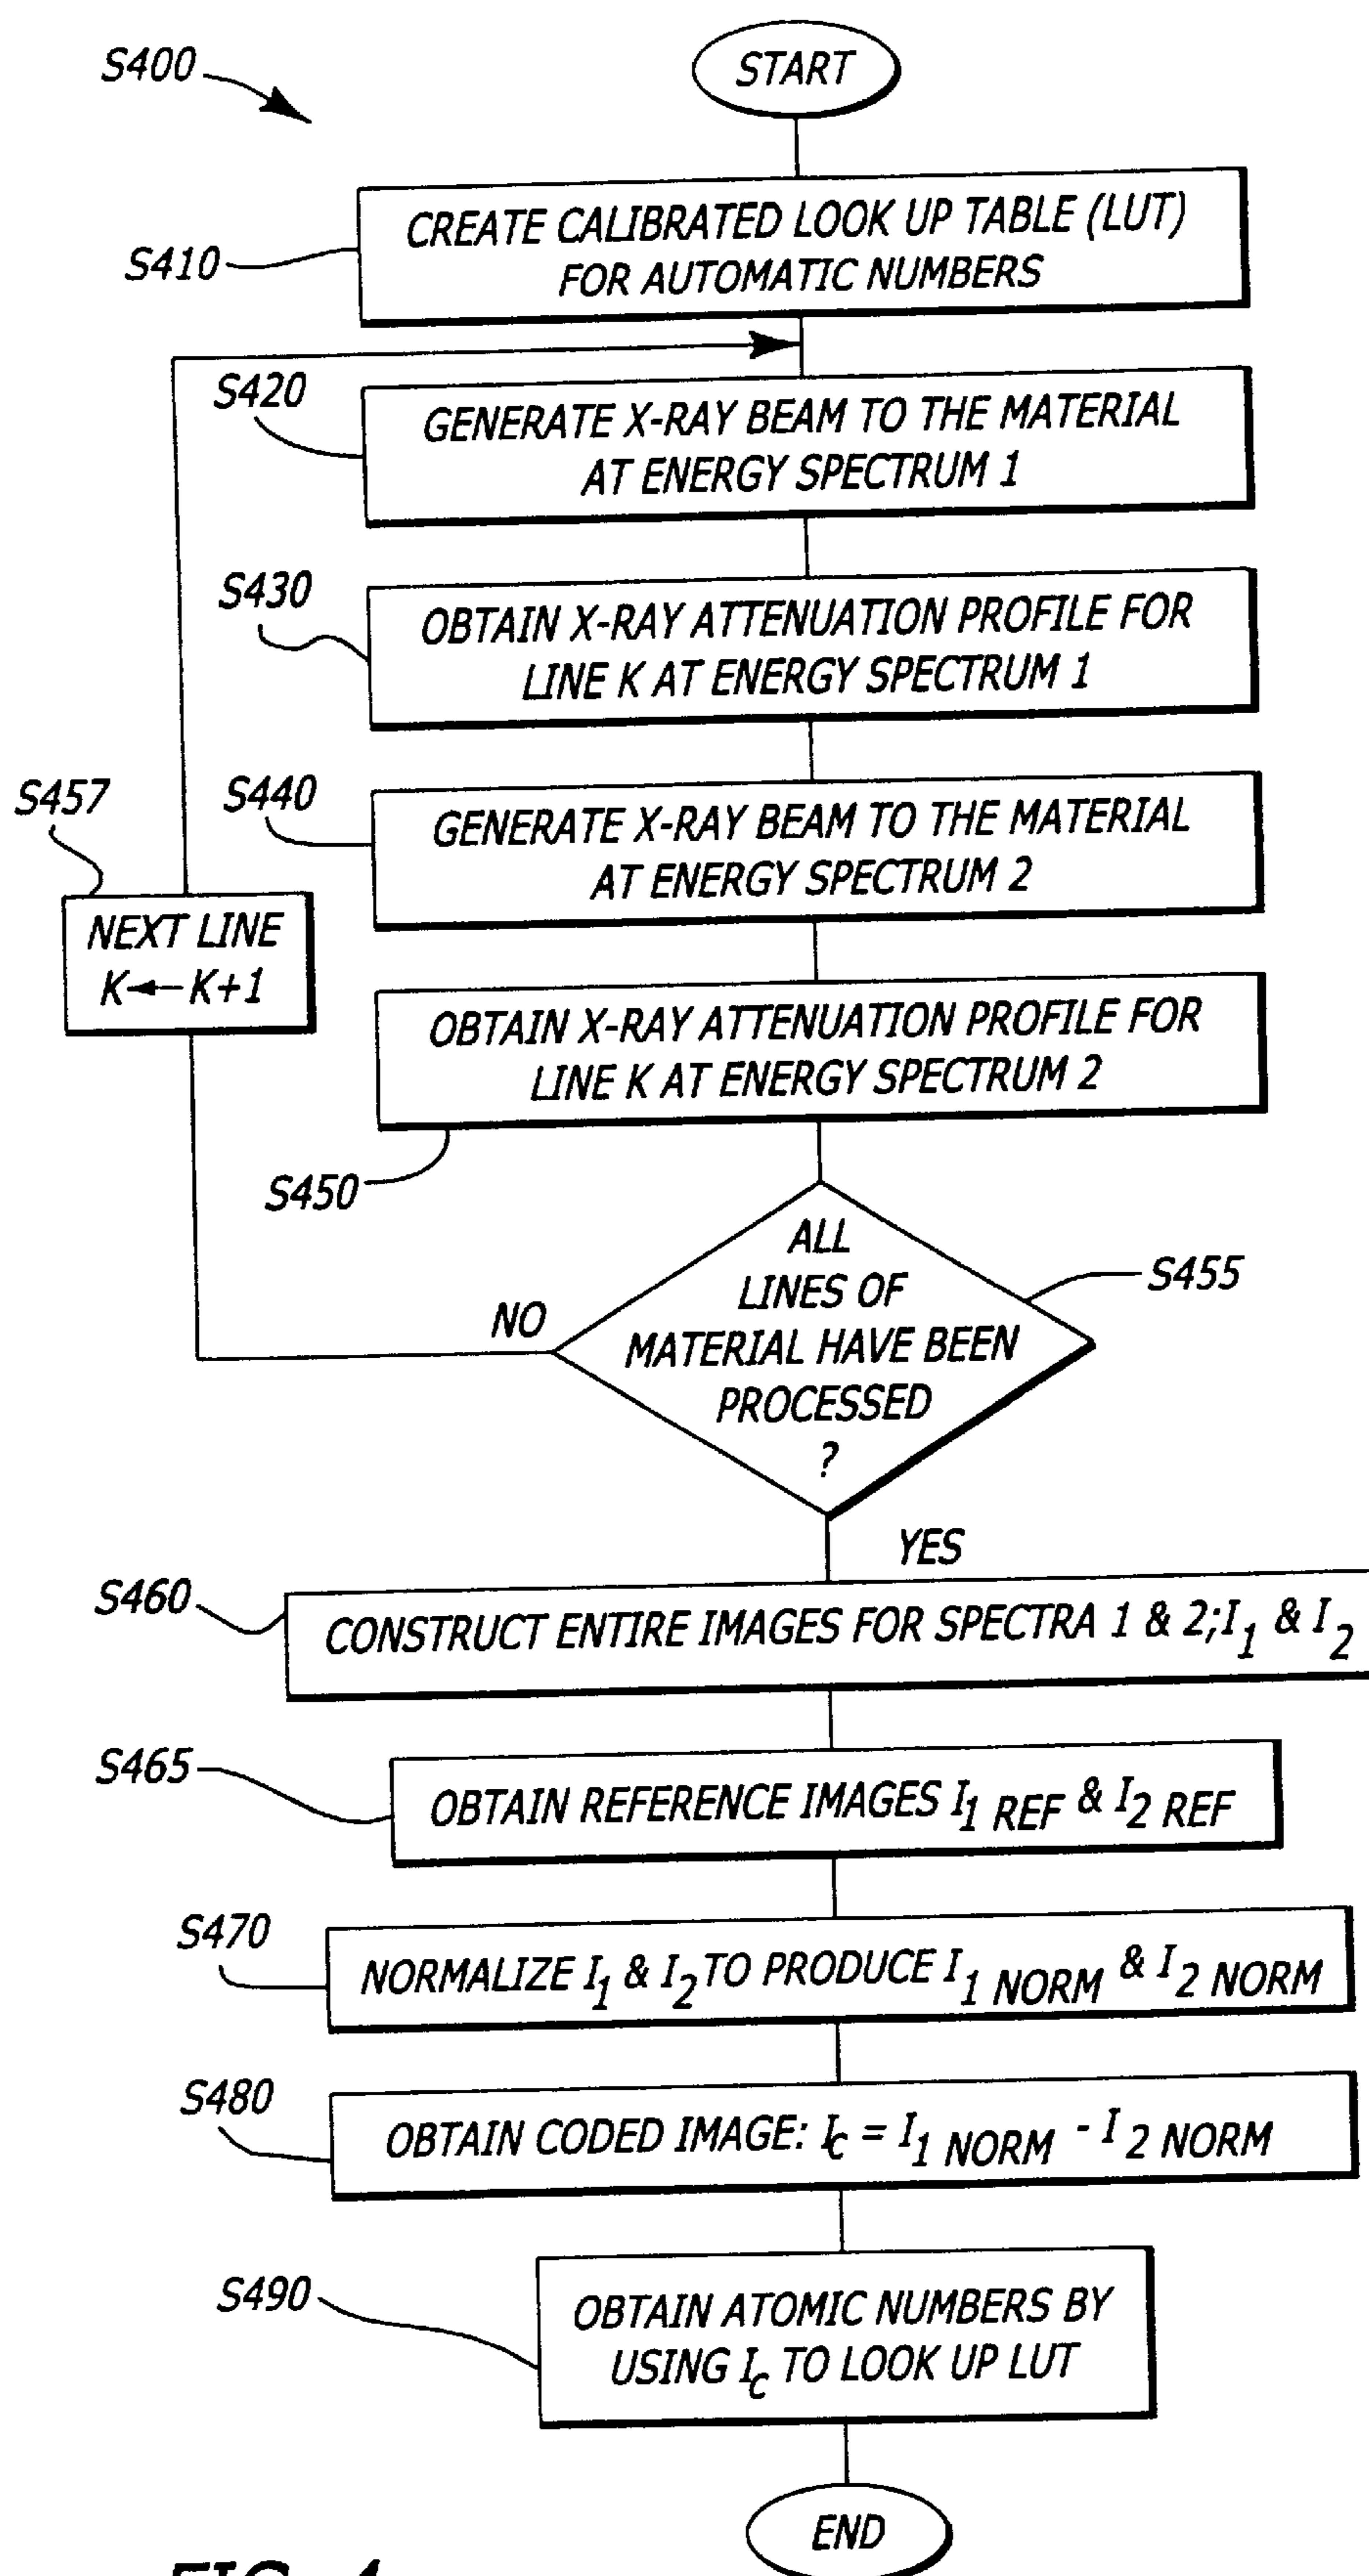 S400
START
S410
CREATE CALIBRATED LOOK UP TABLE (LUT)
FOR AUTOMATIC NUMBERS
S420
GENERATE X-RAY BEAM TO THE MATERIAL
AT ENERGY SPECTRUM 1
S430
OBTAIN X-RAY ATTENUATION PROFILE FOR
LINE K AT ENERGY SPECTRUM 1
S457
NEXT LINE
K←K+1
S440
GENERATE X-RAY BEAM TO THE MATERIAL
AT ENERGY SPECTRUM 2
OBTAIN X-RAY ATTENUATION PROFILE FOR
LINE K AT ENERGY SPECTRUM 2
S450
ALL
LINES OF
MATERIAL HAVE BEEN
PROCESSED
?
S455
NO
YES
S460
CONSTRUCT ENTIRE IMAGES FOR SPECTRA 1 & 2;I1 & I2
S465
OBTAIN REFERENCE IMAGES I1 REF & I2 REF
S470
NORMALIZE I1 & I2 TO PRODUCE I1 NORM & I2 NORM
S480
OBTAIN CODED IMAGE: IC = I1 NORM - I2 NORM
S490
OBTAIN ATOMIC NUMBERS BY
USING IC TO LOOK UP LUT
END